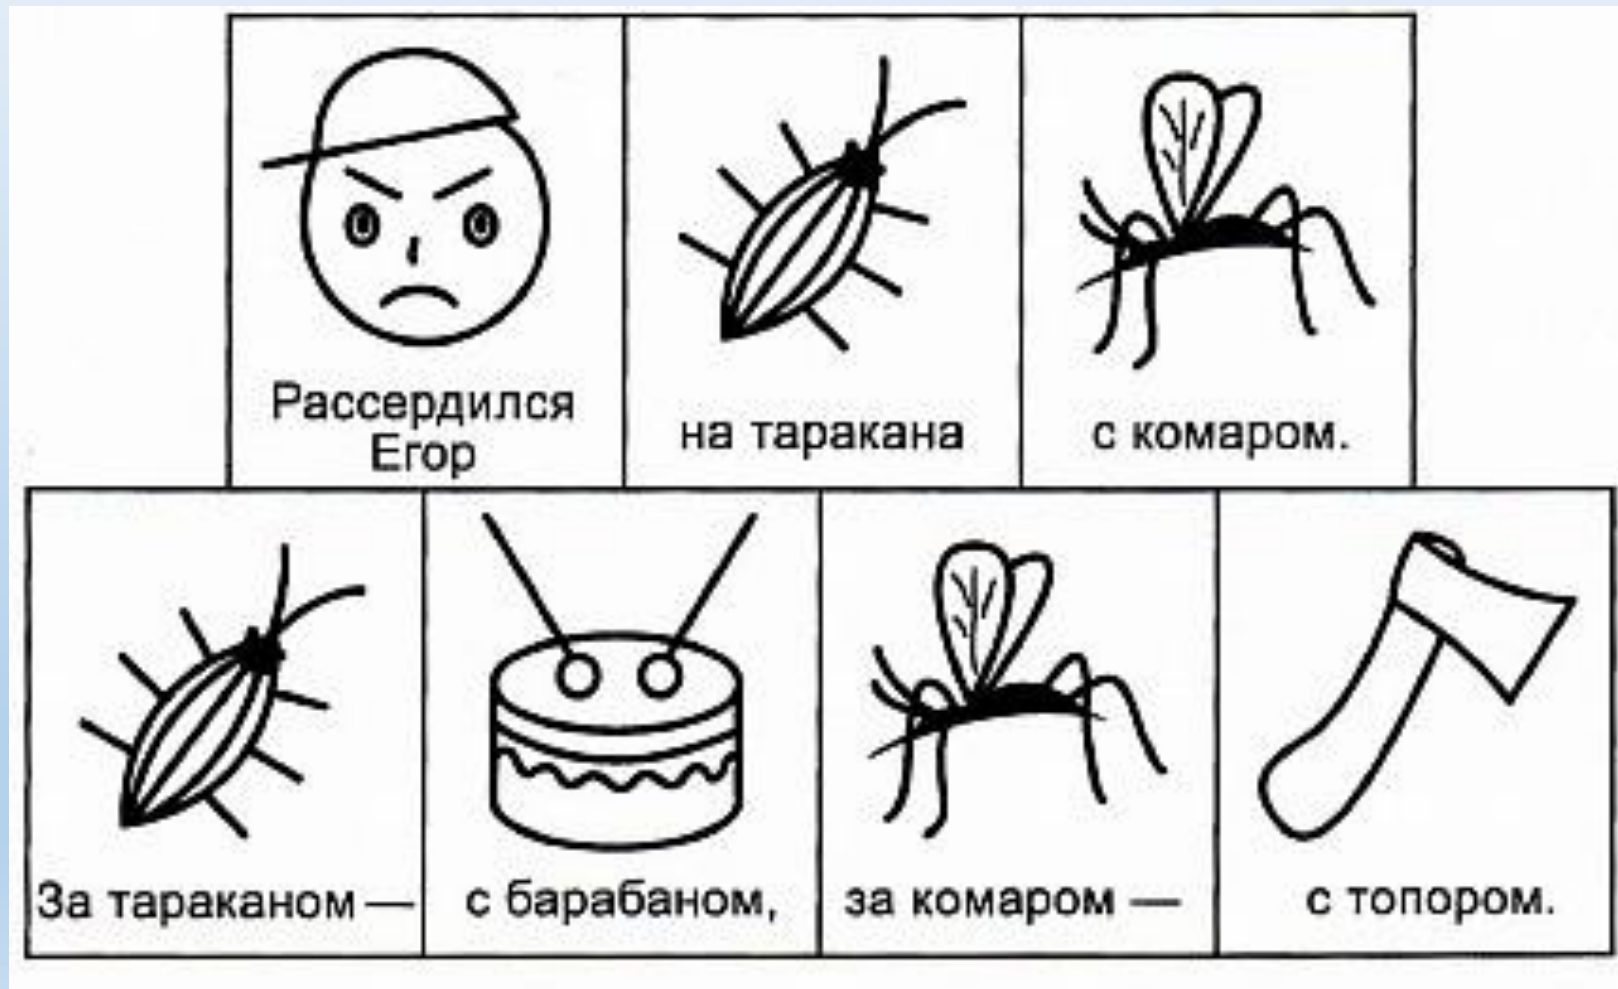 Рассердился
Егор
на таракана
с комаром.
За тараканом —
с барабаном,
за комаром —
с топором.